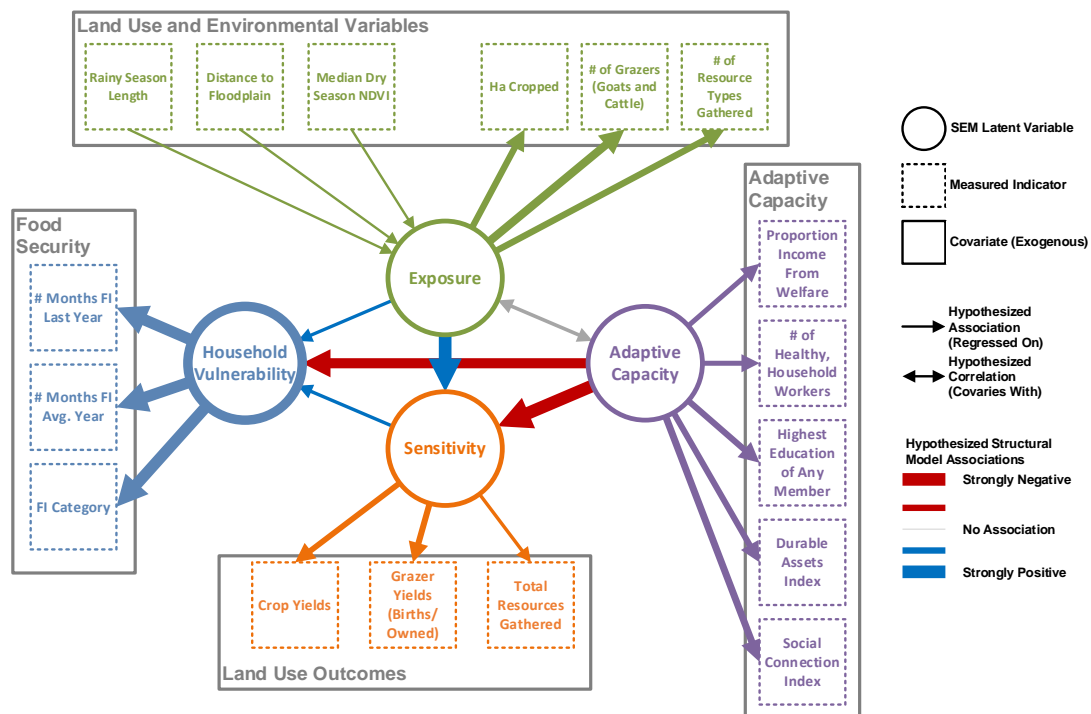 Land Use and Environmental Variables
Rainy Season
Length
Distance to
Floodplain
Median Dry
Season NDVI
Ha Cropped
# of Grazers
(Goats and
Cattle)
# of
Resource
Types
Gathered
SEM Latent Variable
Measured Indicator
Covariate (Exogenous)
Hypothesized
Association
(Regressed On)
Hypothesized
Correlation
(Covaries With)
Hypothesized Structural
Model Associations
Strongly Negative
No Association
Strongly Positive
Adaptive
Capacity
Proportion
Income
From
Welfare
# of
Healthy,
Household
Workers
Highest
Education
of Any
Member
Durable
Assets
Index
Social
Connection
Index
Food
Security
# Months FI
Last Year
# Months FI
Avg. Year
FI Category
Exposure
Household
Vulnerability
Adaptive
Capacity
Sensitivity
Crop Yields
Grazer
Yields
(Births/
Owned)
Total
Resources
Gathered
Land Use Outcomes